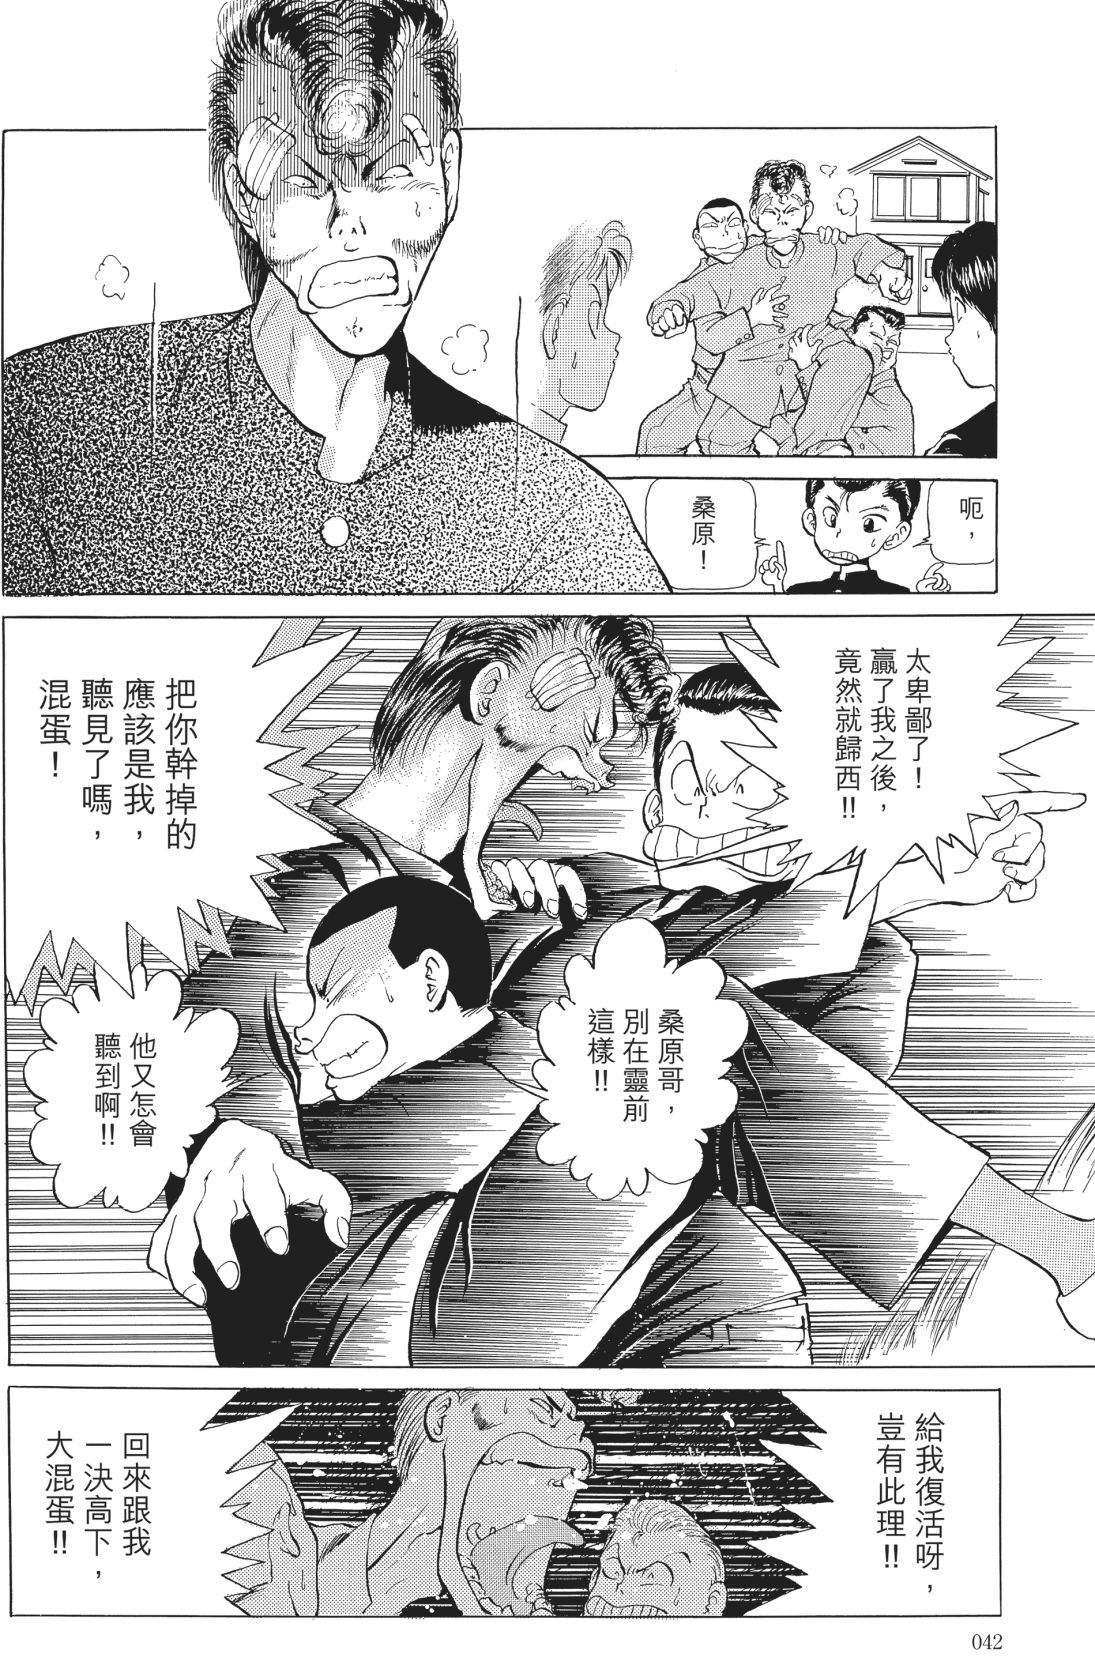 呃，
桑原！
太卑鄙了！
贏了我之後，
竟然就歸西!!
把你幹掉的
應該是我，
聽見了嗎，
混蛋！
桑原哥，
別在靈前
這樣!!
他又怎會
聽到啊!!
給我復活呀，
豈有此理!!
回來跟我
一決高下，
大混蛋!!
042